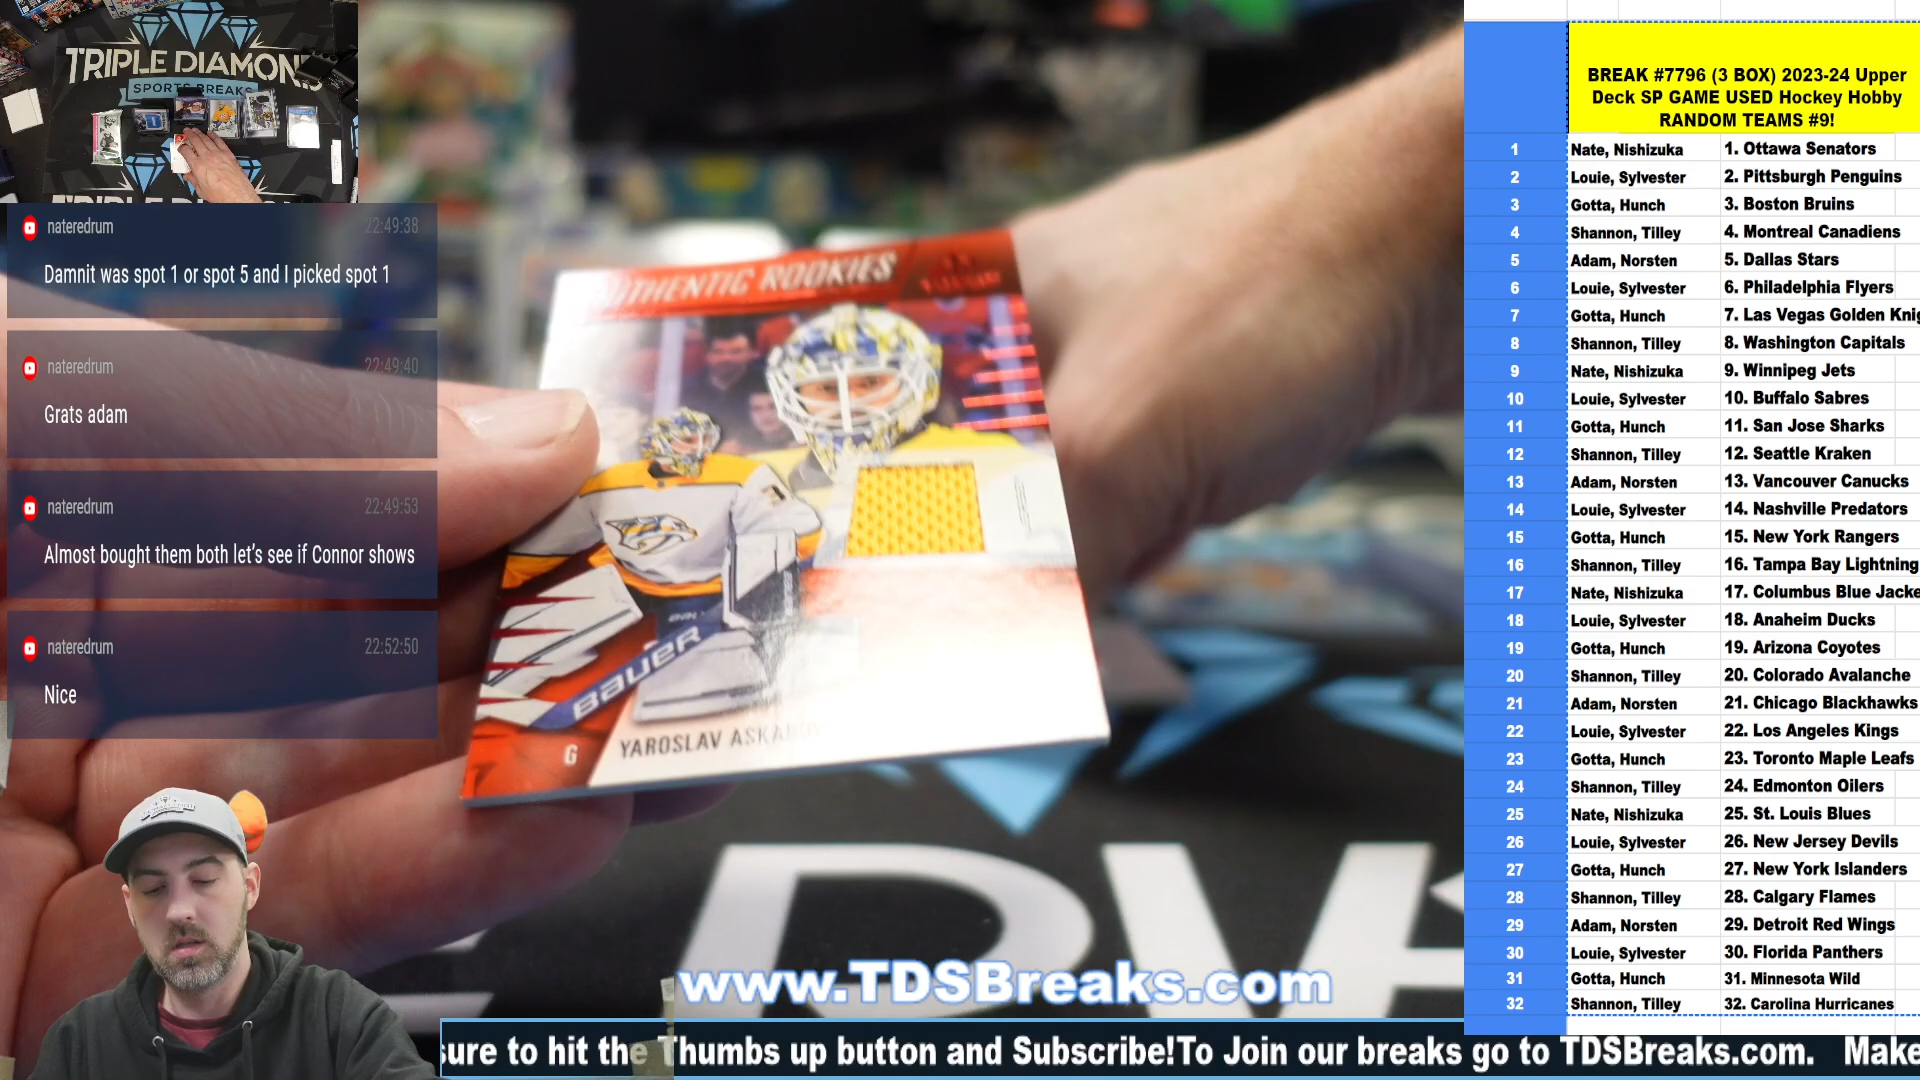 TRIPLE DIAMON
SPORTS BREAKS
nateredrum 22:49:38
Damnit was spot 1 or spot 5 and I picked spot 1
nateredrum 22:49:40
Grats adam
nateredrum 22:49:53
Almost bought them both let's see if Connor shows
nateredrum 22:52:50
Nice
AUTHENTIC ROOKIES
BAUER
G YAROSLAV
www.TDSBreaks.com
sure to hit the Thumbs up button and Subscribe!To Join our breaks go to TDSBreaks.com. Make
BREAK #7796 (3 BOX) 2023-24 Upper
Deck SP GAME USED Hockey Hobby
RANDOM TEAMS #9!
1 Nate, Nishizuka 1. Ottawa Senators
2 Louie, Sylvester 2. Pittsburgh Penguins
3 Gotta, Hunch 3. Boston Bruins
4 Shannon, Tilley 4. Montreal Canadiens
5 Adam, Norsten 5. Dallas Stars
6 Louie, Sylvester 6. Philadelphia Flyers
7 Gotta, Hunch 7. Las Vegas Golden Knig
8 Shannon, Tilley 8. Washington Capitals
9 Nate, Nishizuka 9. Winnipeg Jets
10 Louie, Sylvester 10. Buffalo Sabres
11 Gotta, Hunch 11. San Jose Sharks
12 Shannon, Tilley 12. Seattle Kraken
13 Adam, Norsten 13. Vancouver Canucks
14 Louie, Sylvester 14. Nashville Predators
15 Gotta, Hunch 15. New York Rangers
16 Shannon, Tilley 16. Tampa Bay Lightning
17 Nate, Nishizuka 17. Columbus Blue Jacke
18 Louie, Sylvester 18. Anaheim Ducks
19 Gotta, Hunch 19. Arizona Coyotes
20 Shannon, Tilley 20. Colorado Avalanche
21 Adam, Norsten 21. Chicago Blackhawks
22 Louie, Sylvester 22. Los Angeles Kings
23 Gotta, Hunch 23. Toronto Maple Leafs
24 Shannon, Tilley 24. Edmonton Oilers
25 Nate, Nishizuka 25. St. Louis Blues
26 Louie, Sylvester 26. New Jersey Devils
27 Gotta, Hunch 27. New York Islanders
28 Shannon, Tilley 28. Calgary Flames
29 Adam, Norsten 29. Detroit Red Wings
30 Louie, Sylvester 30. Florida Panthers
31 Gotta, Hunch 31. Minnesota Wild
32 Shannon, Tilley 32. Carolina Hurricanes